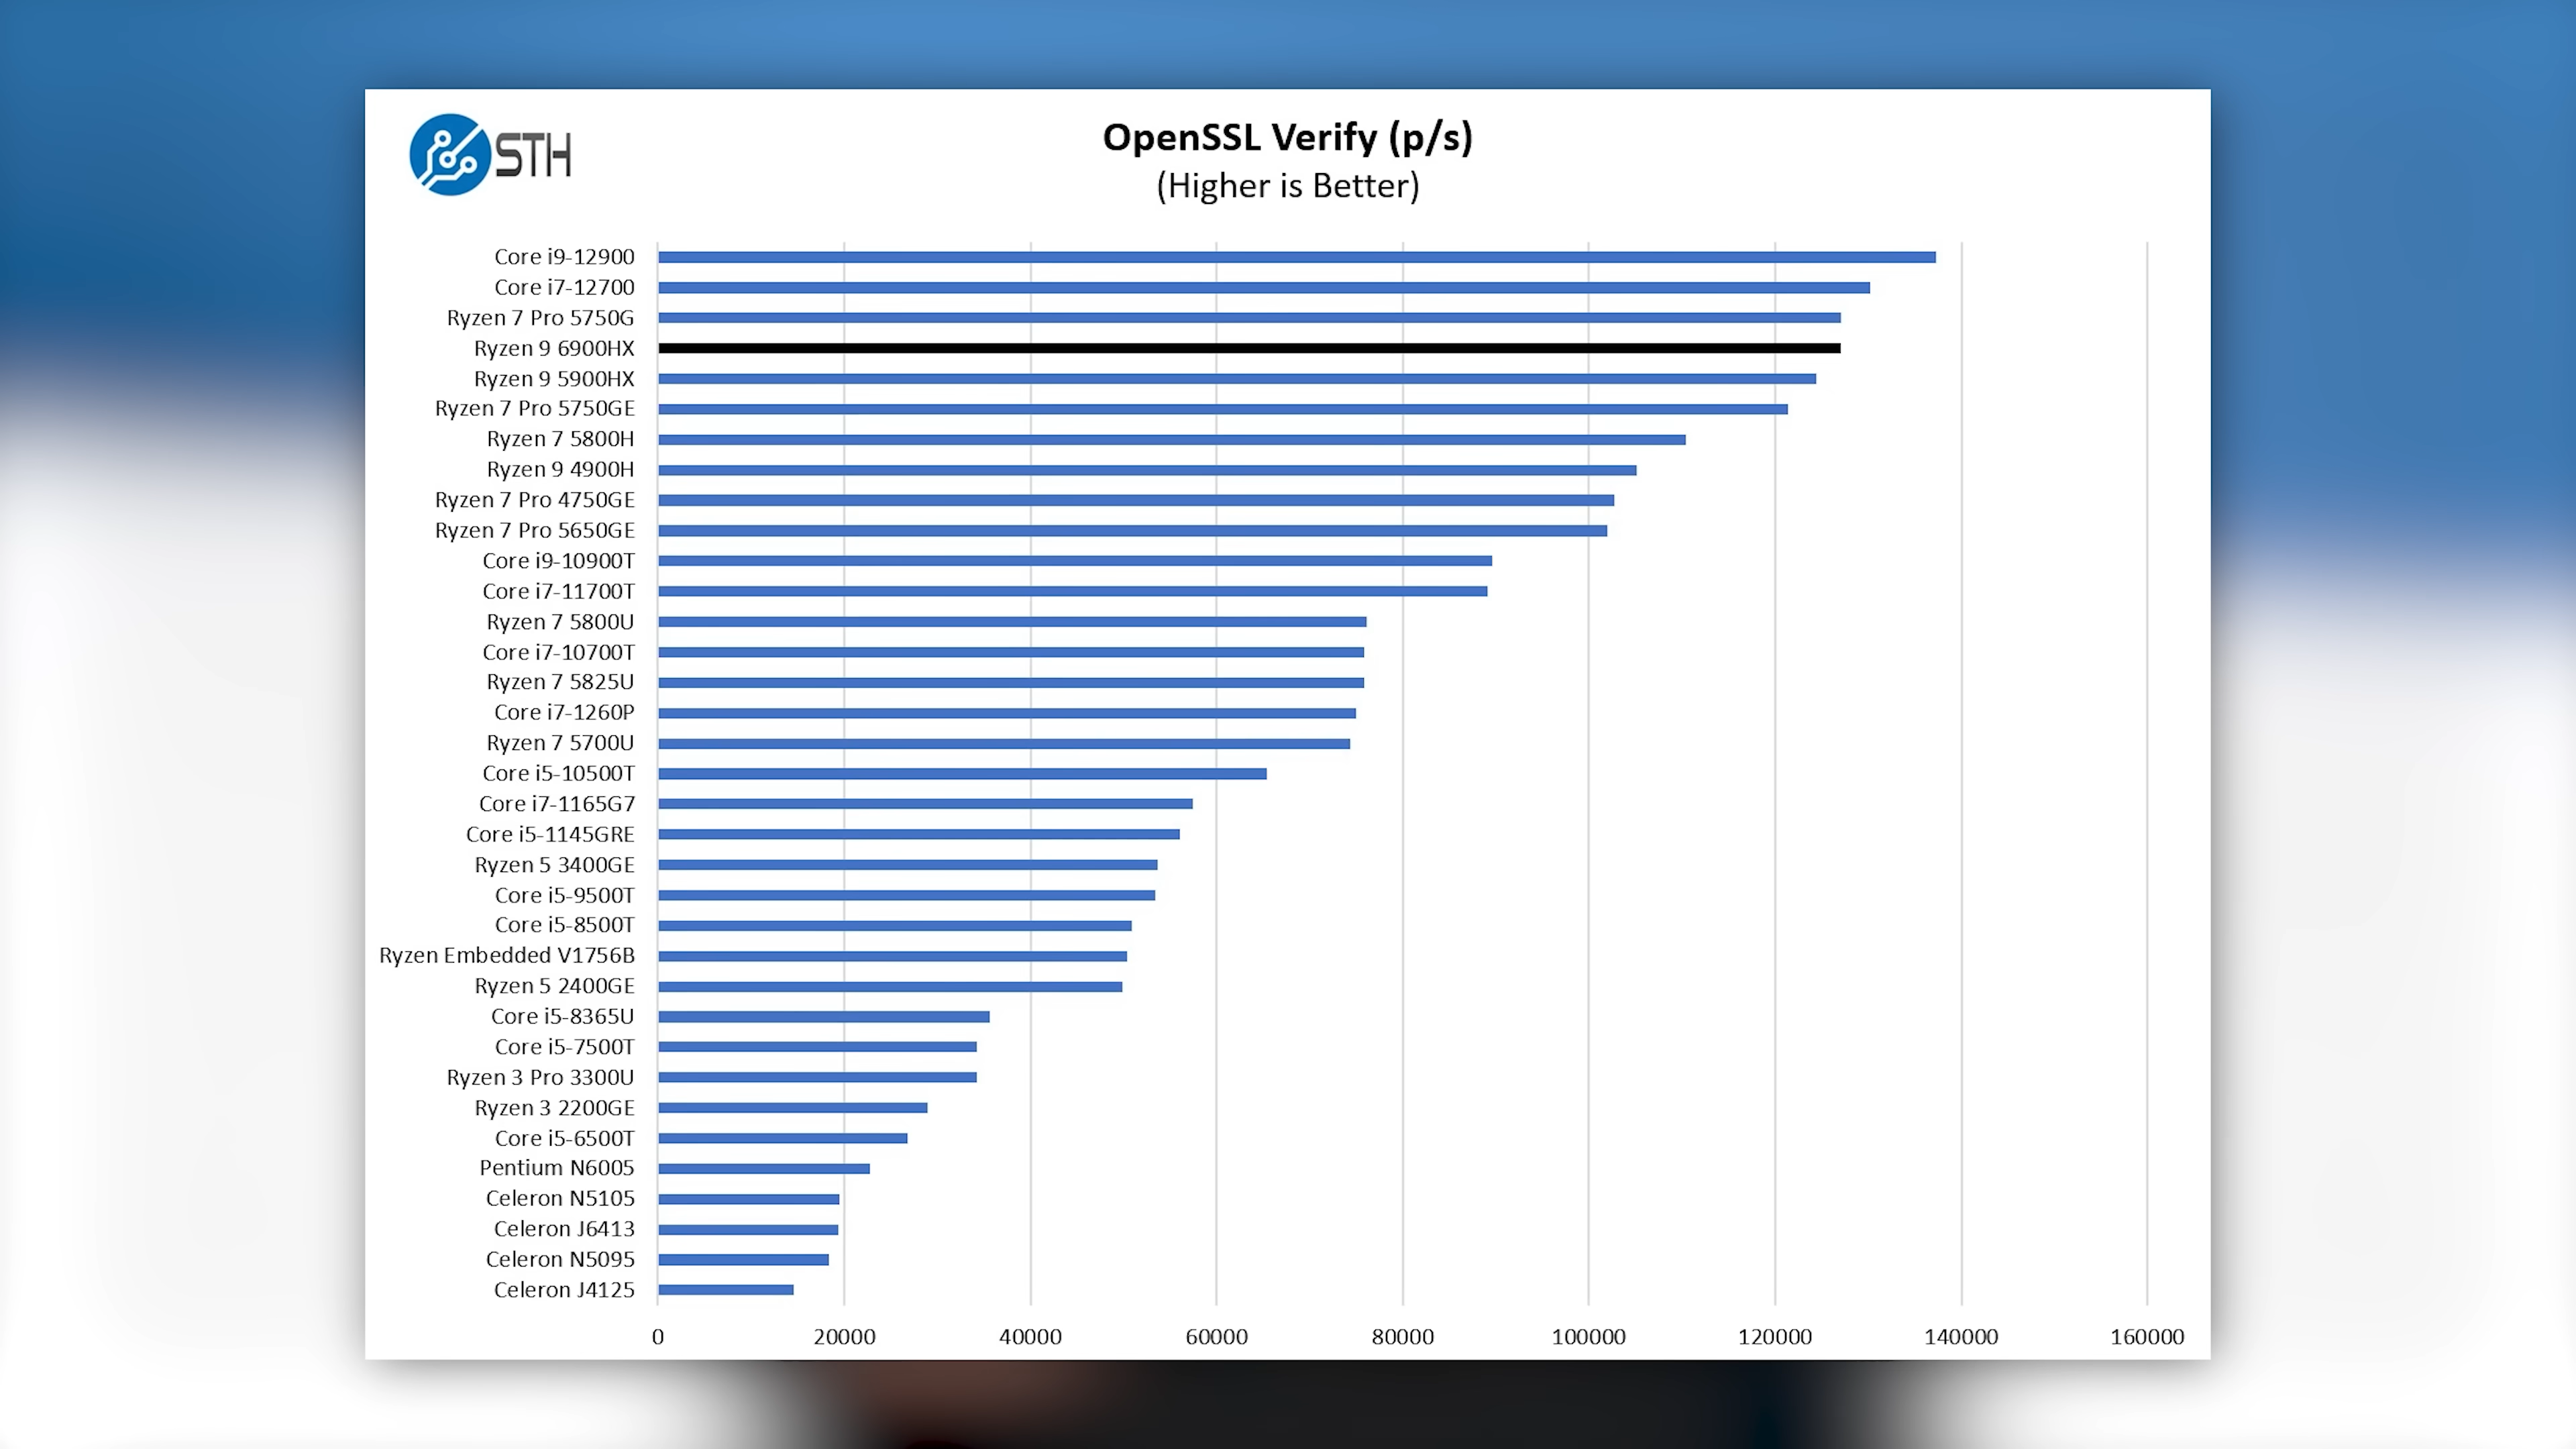 STH
OpenSSL Verify (p/s)
(Higher is Better)
Core i9-12900
Core i7-12700
Ryzen 7 Pro 5750G
Ryzen 9 6900HX
Ryzen 9 5900HX
Ryzen 7 Pro 5750GE
Ryzen 7 5800H
Ryzen 9 4900H
Ryzen 7 Pro 4750GE
Ryzen 7 Pro 5650GE
Core i9-10900T
Core i7-11700T
Ryzen 7 5800U
Core i7-10700T
Ryzen 7 5825U
Core i7-1260P
Ryzen 7 5700U
Core i5-10500T
Core i7-1165G7
Core i5-1145GRE
Ryzen 5 3400GE
Core i5-9500T
Core i5-8500T
Ryzen Embedded V1756B
Ryzen 5 2400GE
Core i5-8365U
Core i5-7500T
Ryzen 3 Pro 3300U
Ryzen 3 2200GE
Core i5-6500T
Pentium N6005
Celeron N5105
Celeron J6413
Celeron N5095
Celeron J4125
0 20000 40000 60000 80000 100000 120000 140000 160000